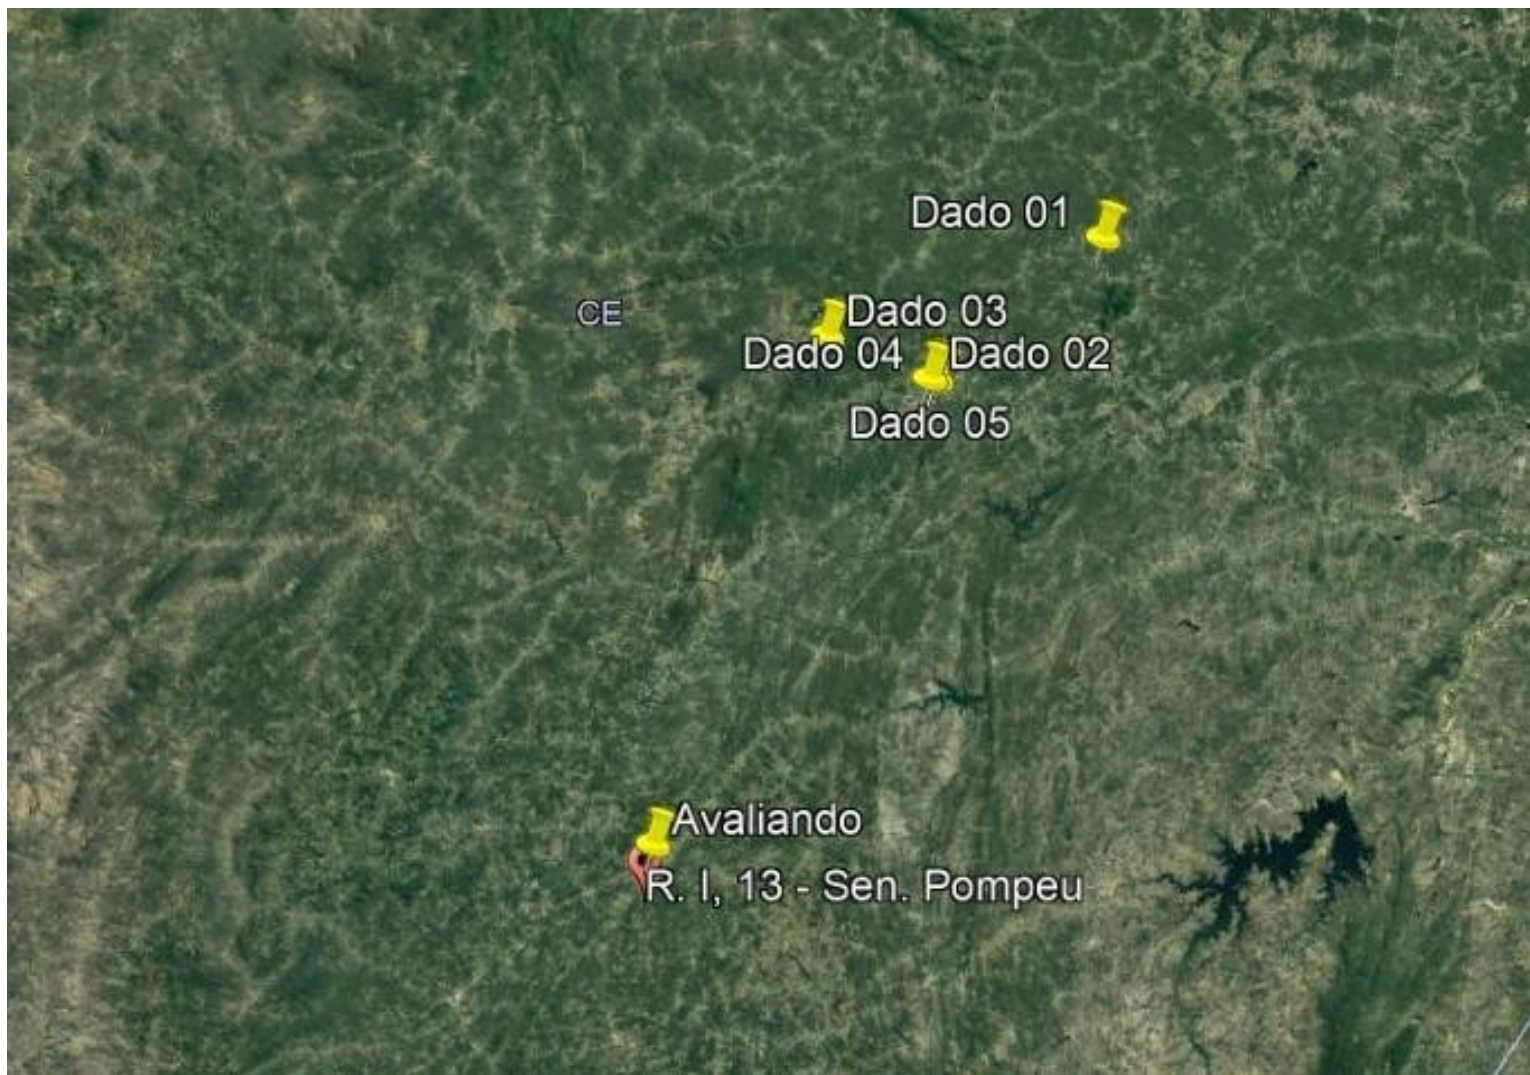 Dado 01
CE
Dado 03
Dado 04
Dado 02
Dado 05
Avaliando
R. I, 13 - Sen. Pompeu